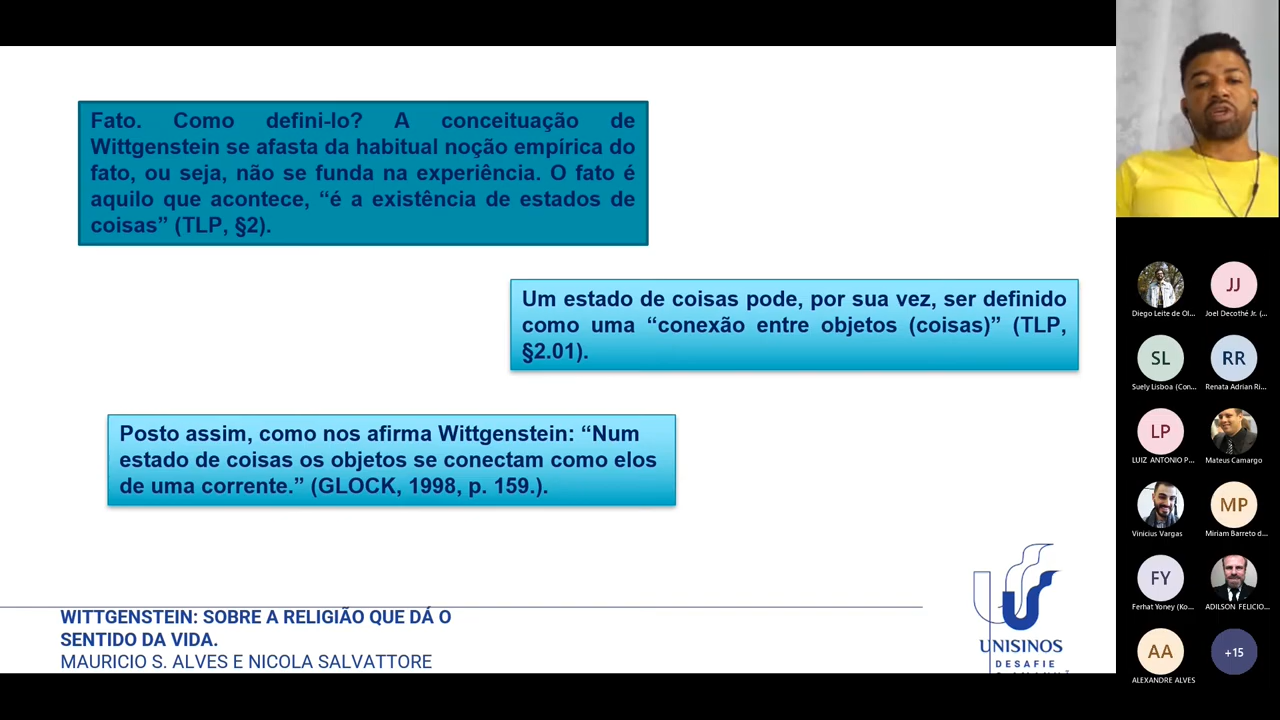 Fato. Como defini-lo? A conceituação de
Wittgenstein se afasta da habitual noção empírica do
fato, ou seja, não se funda na experiência. O fato é
aquilo que acontece, “é a existência de estados de
coisas” (TLP, §2).
Um estado de coisas pode, por sua vez, ser definido
como uma “conexão entre objetos (coisas)” (TLP,
§2.01).
Posto assim, como nos afirma Wittgenstein: “Num
estado de coisas os objetos se conectam como elos
de uma corrente.” (GLOCK, 1998, p. 159.).
WITTGENSTEIN: SOBRE A RELIGIÃO QUE DÁ O
SENTIDO DA VIDA.
MAURICIO S. ALVES E NICOLA SALVATTORE
UNISINOS
DESAFIE
JJ
Diego Leite de Ol...
Joel Decothé Jr. (...
SL
RR
Suely Lisboa (Con...
Renata Adrian Ri...
LP
LUIZ ANTONIO P...
Mateus Camargo
MP
Vinicius Vargas
Miriam Barreto d...
FY
Ferhat Yoney (Ko...
ADILSON FELICIO...
AA
+15
ALEXANDRE ALVES